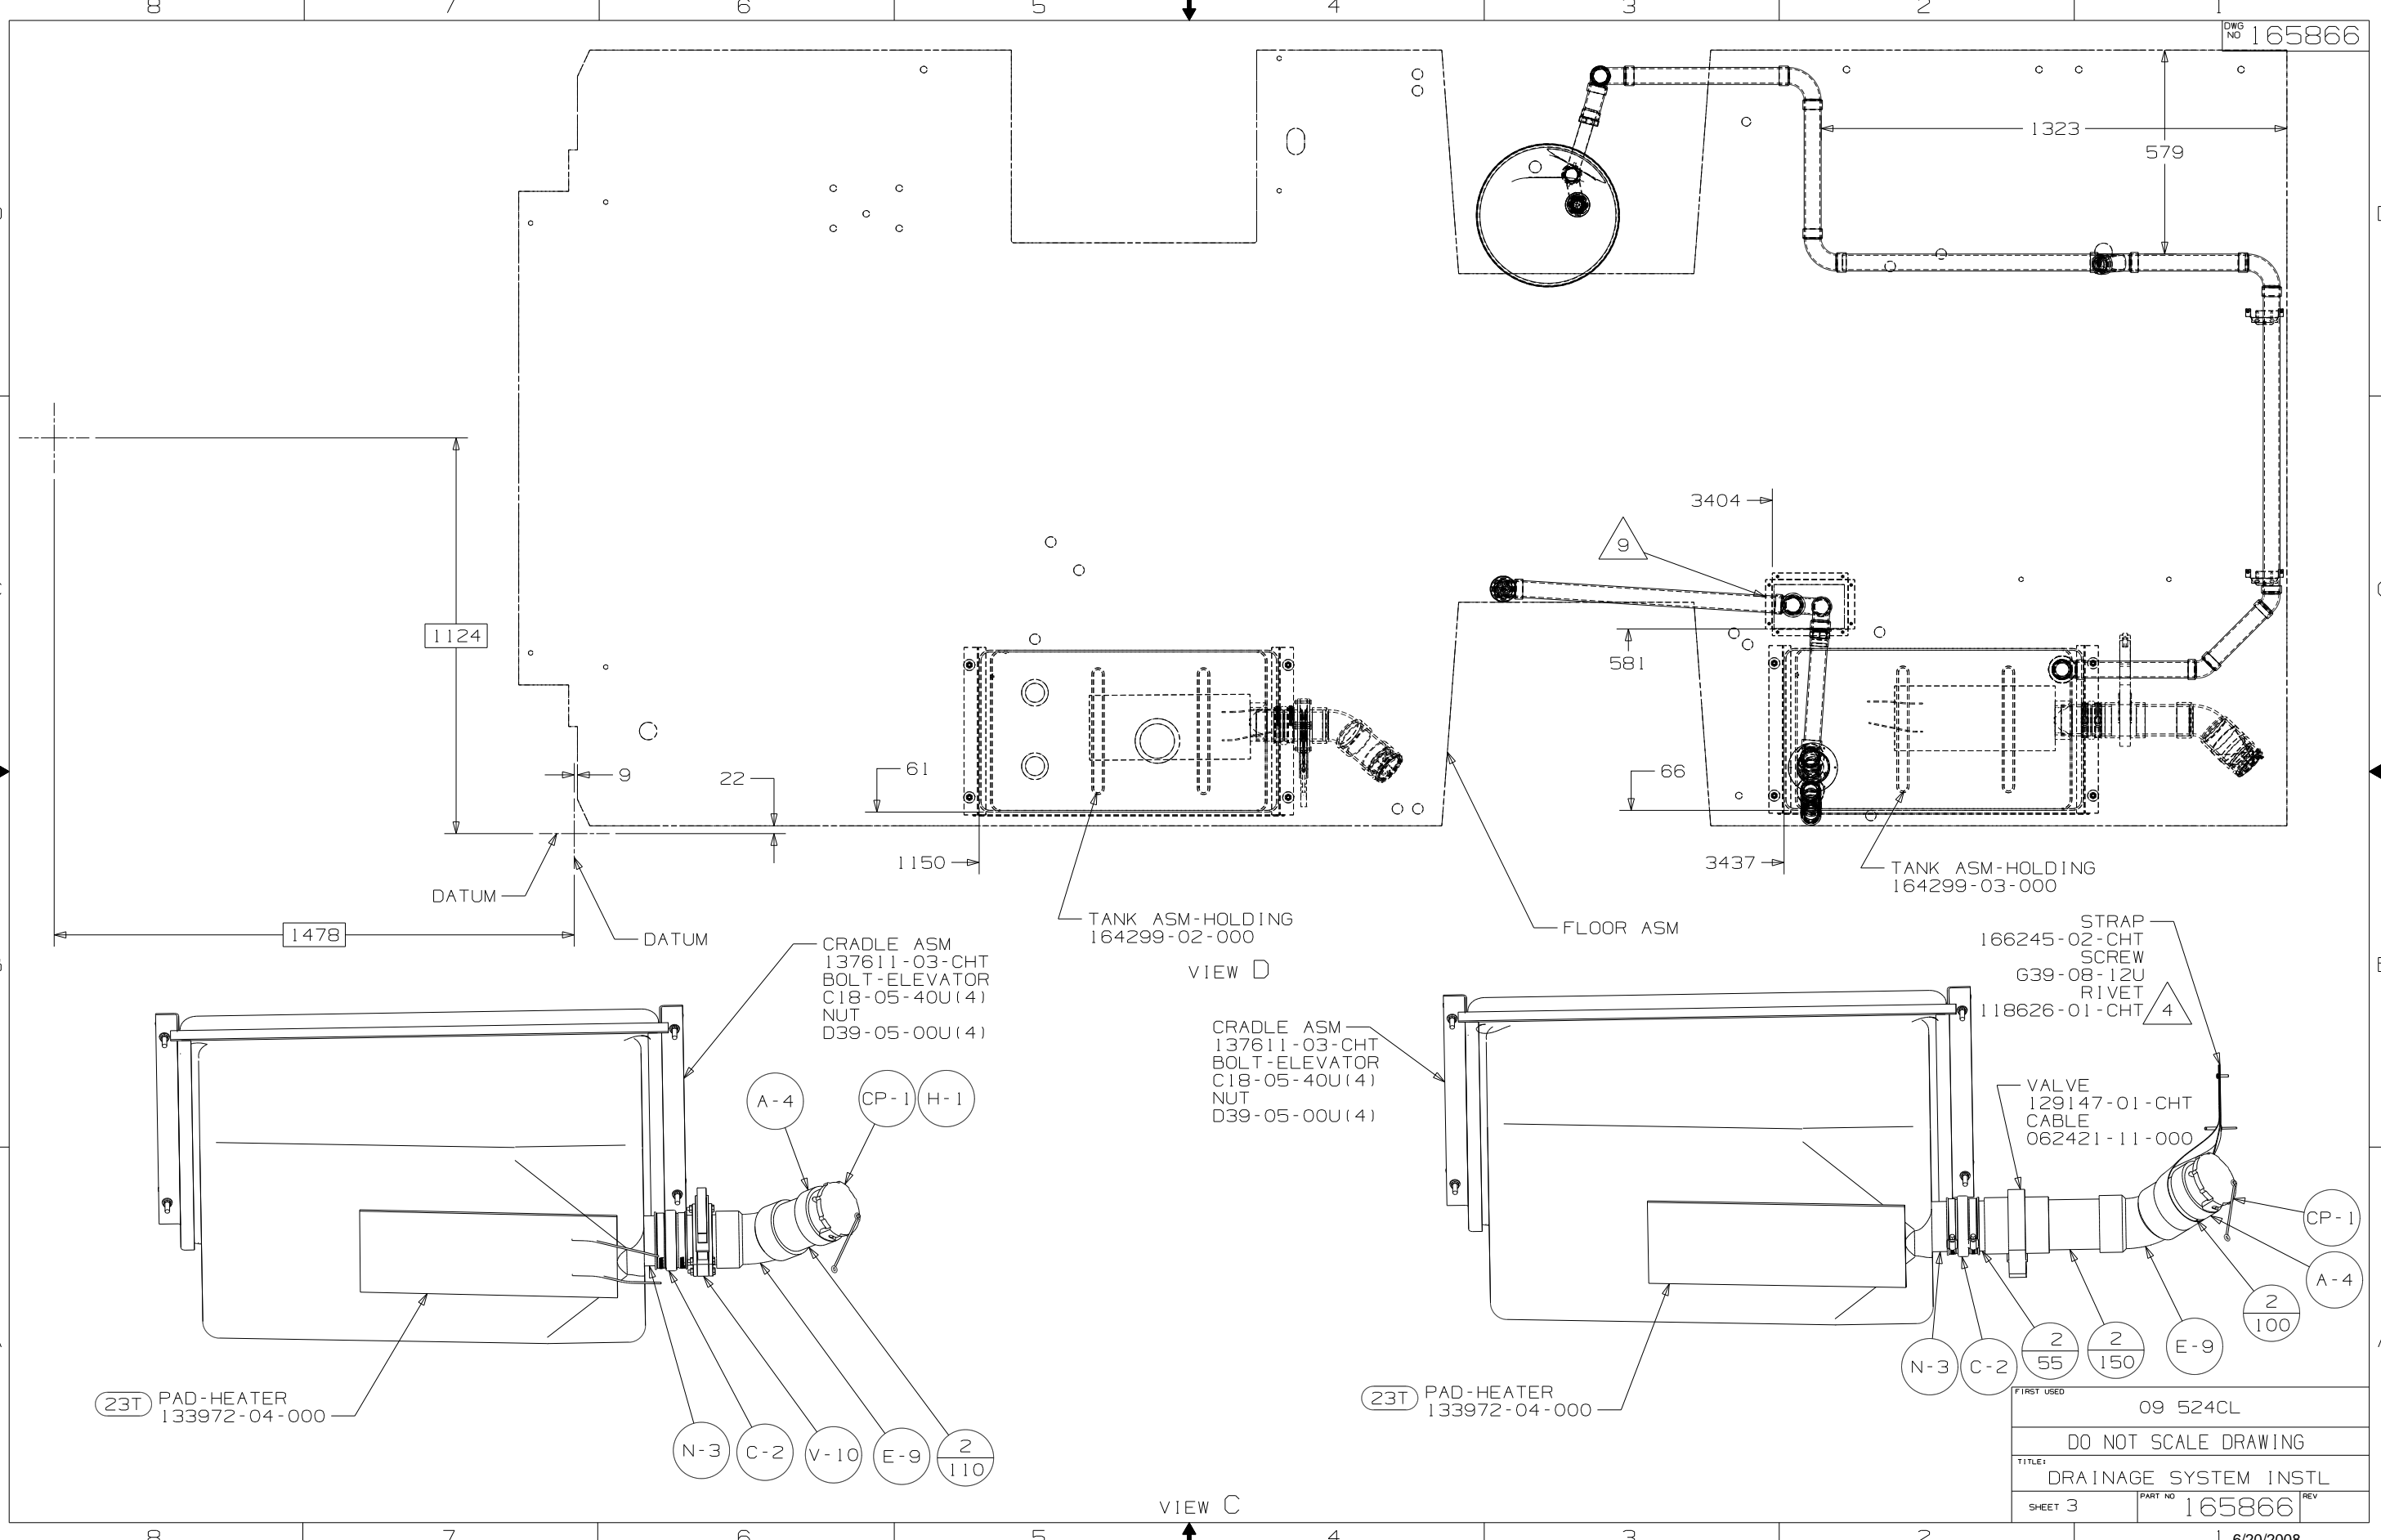 8 7 6 5 4 3 2 1
DWG NO 165866
1323
579
D
3404
9
1124
581
9
22
61
66
1150
3437
DATUM
1478
DATUM
TANK ASM-HOLDING
164299-02-000
FLOOR ASM
TANK ASM-HOLDING
164299-03-000
VIEW D
CRADLE ASM
137611-03-CHT
BOLT-ELEVATOR
C18-05-40U(4)
NUT
D39-05-00U(4)
STRAP
166245-02-CHT
SCREW
G39-08-12U
RIVET
118626-01-CHT
4
CRADLE ASM
137611-03-CHT
BOLT-ELEVATOR
C18-05-40U(4)
NUT
D39-05-00U(4)
VALVE
129147-01-CHT
CABLE
062421-11-000
A-4
CP-1
H-1
CP-1
A-4
2
100
E-9
2
150
2
55
C-2
N-3
23T PAD-HEATER
133972-04-000
23T PAD-HEATER
133972-04-000
N-3
C-2
V-10
E-9
2
110
VIEW C
FIRST USED
09 524CL
DO NOT SCALE DRAWING
TITLE:
DRAINAGE SYSTEM INSTL
SHEET 3
PART NO 165866
REV
8 7 6 5 4 3 2 1
6/20/2008